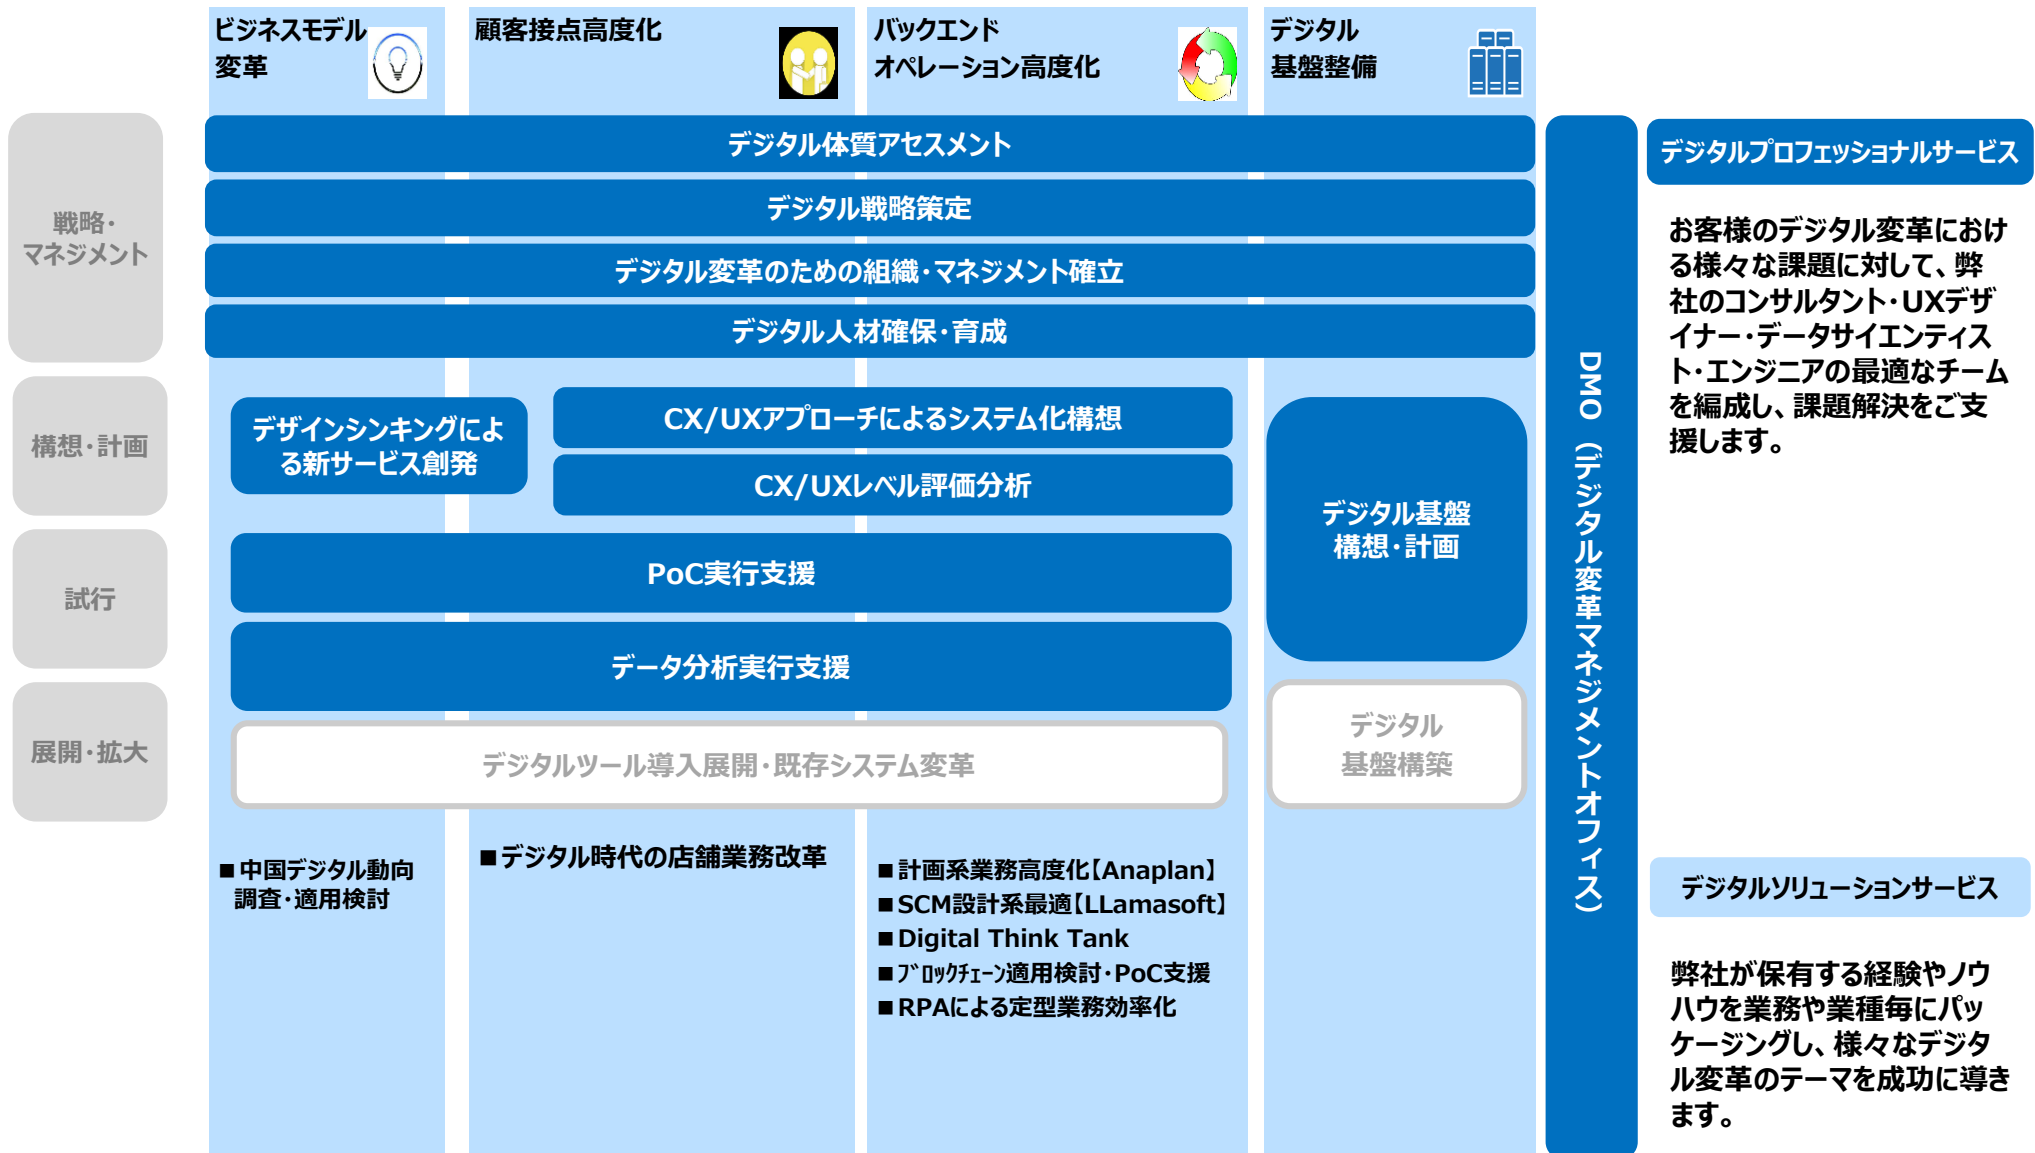 ビジネスモデル
変革
顧客接点高度化
バックエンド
オペレーション高度化
デジタル
基盤整備
戦略・
マネジメント
デジタル体質アセスメント
デジタル戦略策定
デジタル変革のための組織・マネジメント確立
デジタル人材確保・育成
構想・計画
デザインシンキングによ
る新サービス創発
CX/UXアプローチによるシステム化構想
CX/UXレベル評価分析
デジタル基盤
構想・計画
試行
PoC実行支援
データ分析実行支援
展開・拡大
デジタルツール導入展開・既存システム変革
デジタル
基盤構築
■中国デジタル動向
調査・適用検討
■デジタル時代の店舗業務改革
■計画系業務高度化【Anaplan】
■SCM設計系最適【LLamasoft】
■Digital Think Tank
■ﾌﾞﾛｯｸﾁｪｰﾝ適用検討・PoC支援
■RPAによる定型業務効率化
DMO（デジタル変革マネジメントオフィス）
デジタルプロフェッショナルサービス
お客様のデジタル変革におけ
る様々な課題に対して、弊
社のコンサルタント・UXデザ
イナー・データサイエンティス
ト・エンジニアの最適なチーム
を編成し、課題解決をご支
援します。
デジタルソリューションサービス
弊社が保有する経験やノウ
ハウを業務や業種毎にパッ
ケージングし、様々なデジタ
ル変革のテーマを成功に導き
ます。